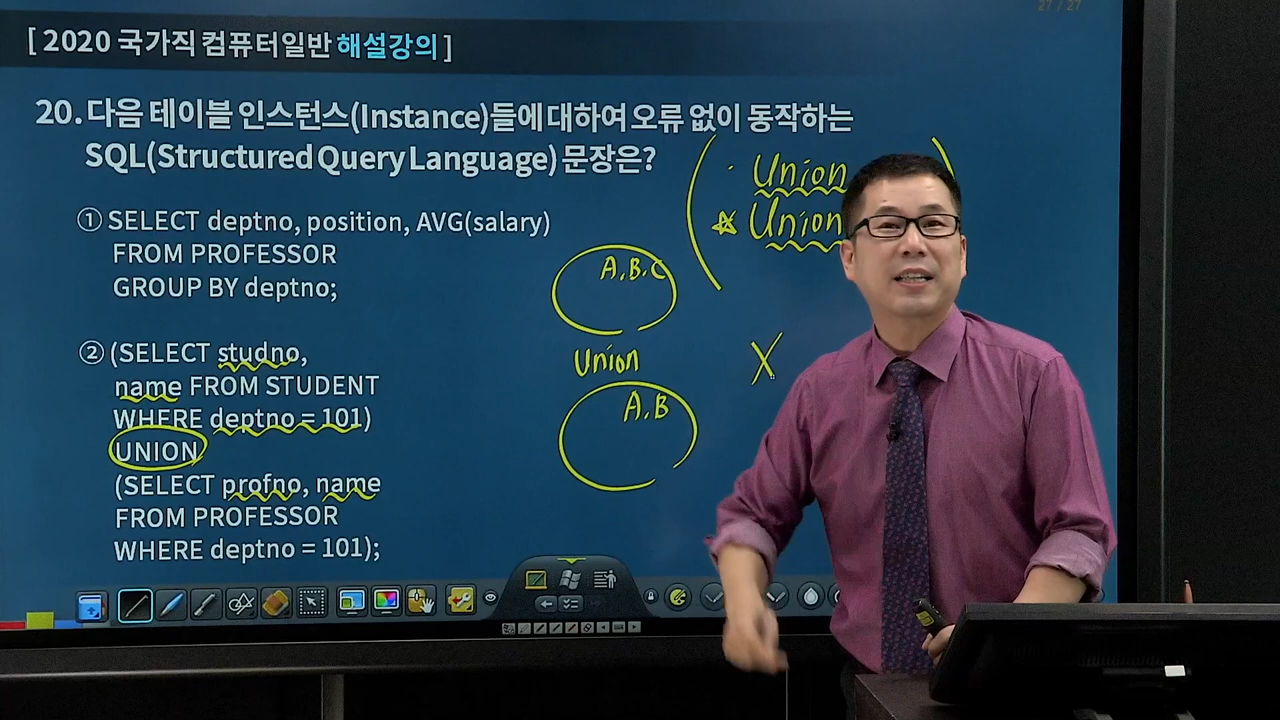 27 / 27
[ 2020 국가직 컴퓨터일반 해설강의 ]
20. 다음 테이블 인스턴스(Instance)들에 대하여 오류 없이 동작하는
SQL(Structured Query Language) 문장은?
① SELECT deptno, position, AVG(salary)
FROM PROFESSOR
GROUP BY deptno;
② (SELECT studno,
name FROM STUDENT
WHERE deptno = 101)
UNION
(SELECT profno, name
FROM PROFESSOR
WHERE deptno = 101);
Union
Union
A.B.C
Union
A.B
X